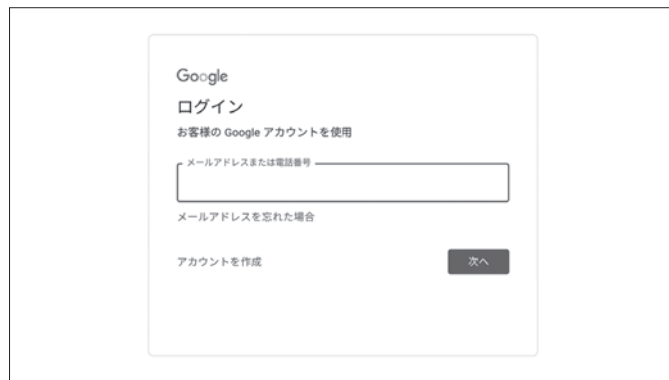 Google
ログイン
お客様の Google アカウントを使用
メールアドレスまたは電話番号
メールアドレスを忘れた場合
アカウントを作成
次へ